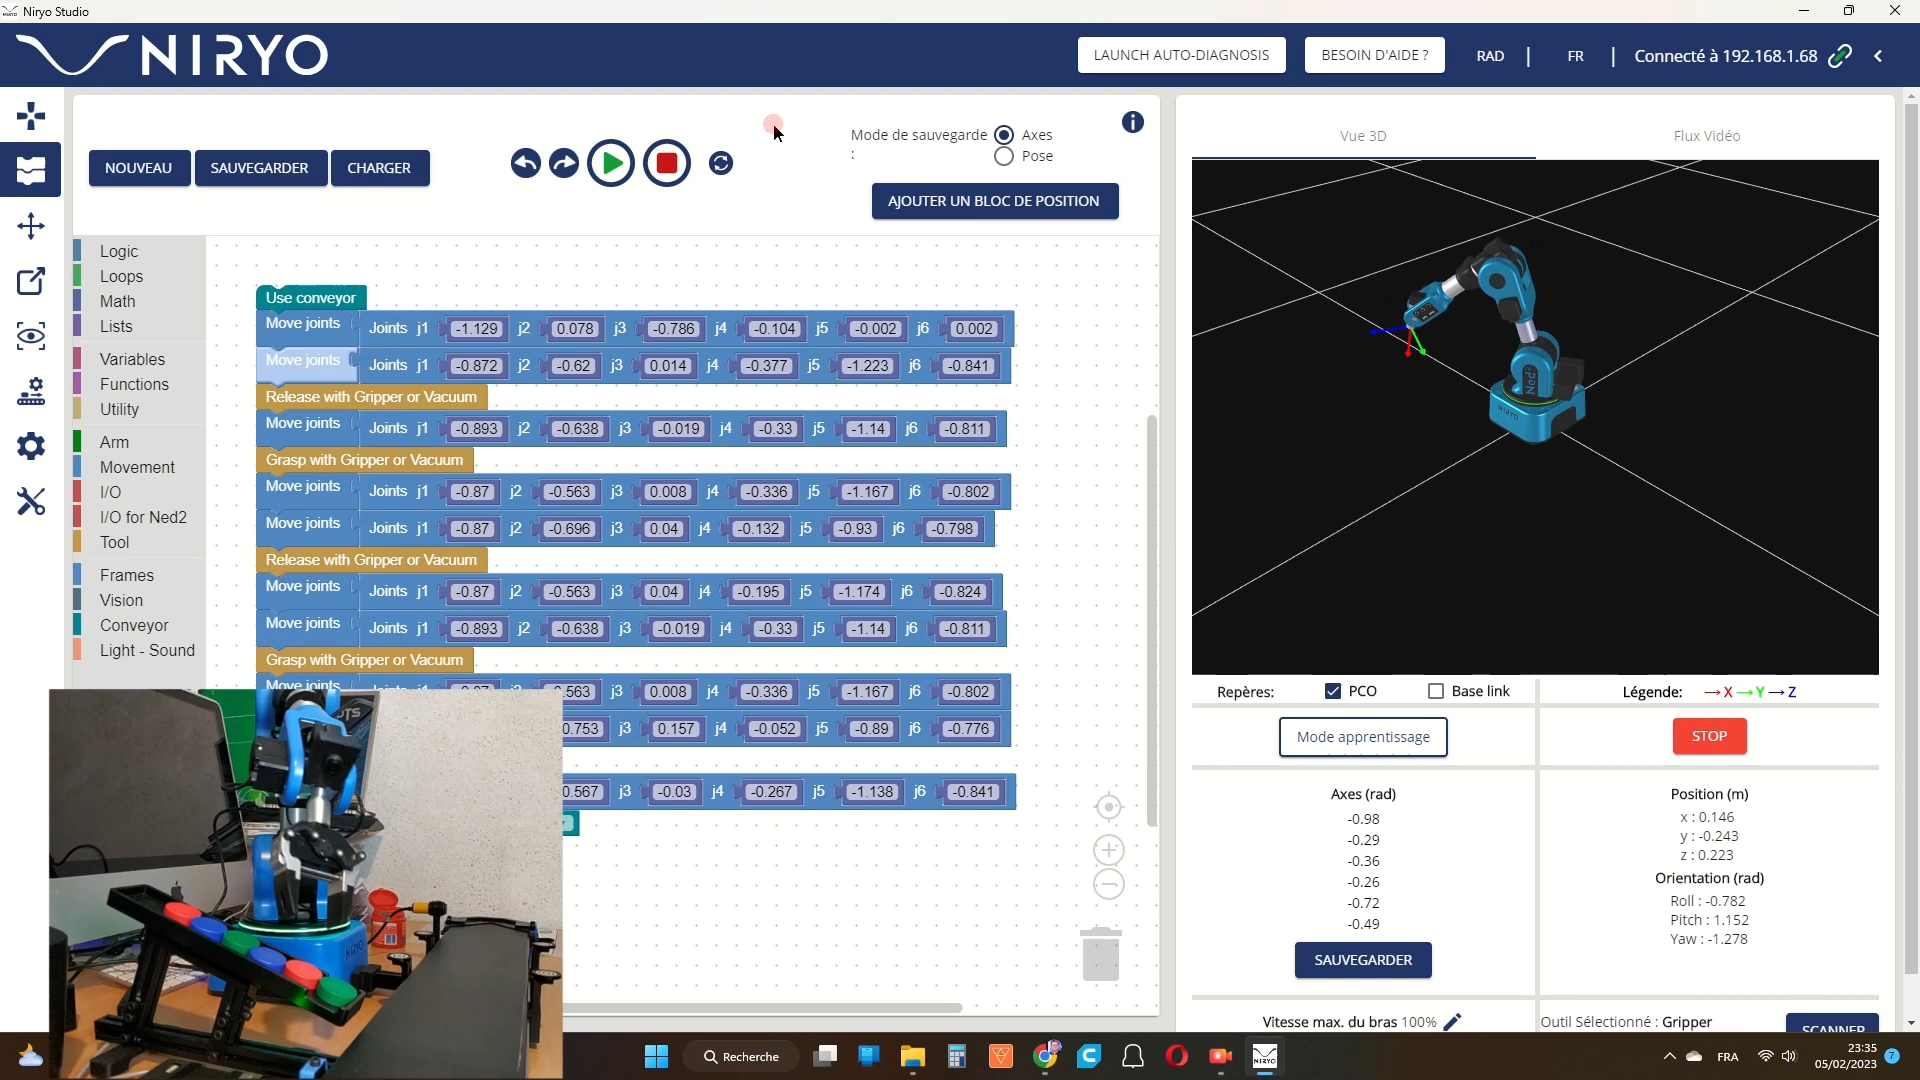 Niryo Studio
NIRYO
LAUNCH AUTO-DIAGNOSIS
BESOIN D'AIDE ?
RAD
FR
Connecté à 192.168.1.68
NOUVEAU
SAUVEGARDER
CHARGER
Mode de sauvegarde :
Axes
Pose
AJOUTER UN BLOC DE POSITION
Vue 3D
Flux Vidéo
Logic
Loops
Math
Lists
Variables
Functions
Utility
Arm
Movement
I/O
I/O for Ned2
Tool
Frames
Vision
Conveyor
Light - Sound
Use conveyor
Move joints Joints j1 -1.129 j2 0.078 j3 -0.786 j4 -0.104 j5 -0.002 j6 0.002
Move joints Joints j1 -0.872 j2 -0.62 j3 0.014 j4 -0.377 j5 -1.223 j6 -0.841
Release with Gripper or Vacuum
Move joints Joints j1 -0.893 j2 -0.638 j3 -0.019 j4 -0.33 j5 -1.14 j6 -0.811
Grasp with Gripper or Vacuum
Move joints Joints j1 -0.87 j2 -0.563 j3 0.008 j4 -0.336 j5 -1.167 j6 -0.802
Move joints Joints j1 -0.87 j2 -0.696 j3 0.04 j4 -0.132 j5 -0.93 j6 -0.798
Release with Gripper or Vacuum
Move joints Joints j1 -0.87 j2 -0.563 j3 0.04 j4 -0.195 j5 -1.174 j6 -0.824
Move joints Joints j1 -0.893 j2 -0.638 j3 -0.019 j4 -0.33 j5 -1.14 j6 -0.811
Grasp with Gripper or Vacuum
Move joints 0.563 j3 0.008 j4 -0.336 j5 -1.167 j6 -0.802
0.753 j3 0.157 j4 -0.052 j5 -0.89 j6 -0.776
0.567 j3 -0.03 j4 -0.267 j5 -1.138 j6 -0.841
Ned2
NIRYO
NIRYO
Repères:
PCO
Base link
Légende:
X
Y
Z
Mode apprentissage
STOP
Axes (rad)
-0.98
-0.29
-0.36
-0.26
-0.72
-0.49
SAUVEGARDER
Position (m)
x : 0.146
y : -0.243
z : 0.223
Orientation (rad)
Roll : -0.782
Pitch : 1.152
Yaw : -1.278
Vitesse max. du bras 100%
Outil Sélectionné : Gripper
SCANNER
Recherche
NIRYO
FRA
23:35
05/02/2023
7